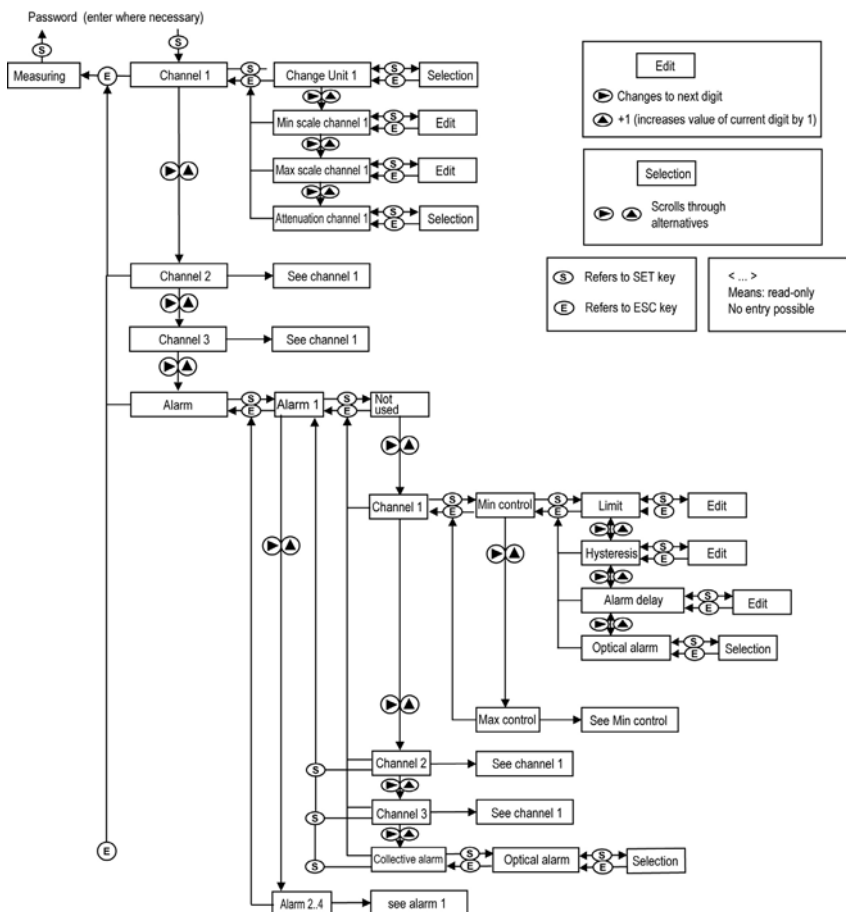 Password (enter where necessary)
S
S
Measuring
E
Channel 1
S
E
Change Unit 1
S
E
Selection
Min scale channel 1
S
E
Edit
Max scale channel 1
S
E
Edit
Attenuation channel 1
S
E
Selection
Channel 2
See channel 1
Channel 3
See channel 1
Alarm
S
E
Alarm 1
S
E
Not
used
Channel 1
S
E
Min control
S
E
Limit
S
E
Edit
Hysteresis
S
E
Edit
Alarm delay
S
E
Edit
Optical alarm
S
E
Selection
Max control
See Min control
Channel 2
See channel 1
S
Channel 3
See channel 1
S
Collective alarm
S
E
Optical alarm
S
E
Selection
S
E
Alarm 2..4
see alarm 1
Edit
Changes to next digit
+1 (increases value of current digit by 1)
Selection
Scrolls through
alternatives
S Refers to SET key
E Refers to ESC key
< ... >
Means: read-only
No entry possible